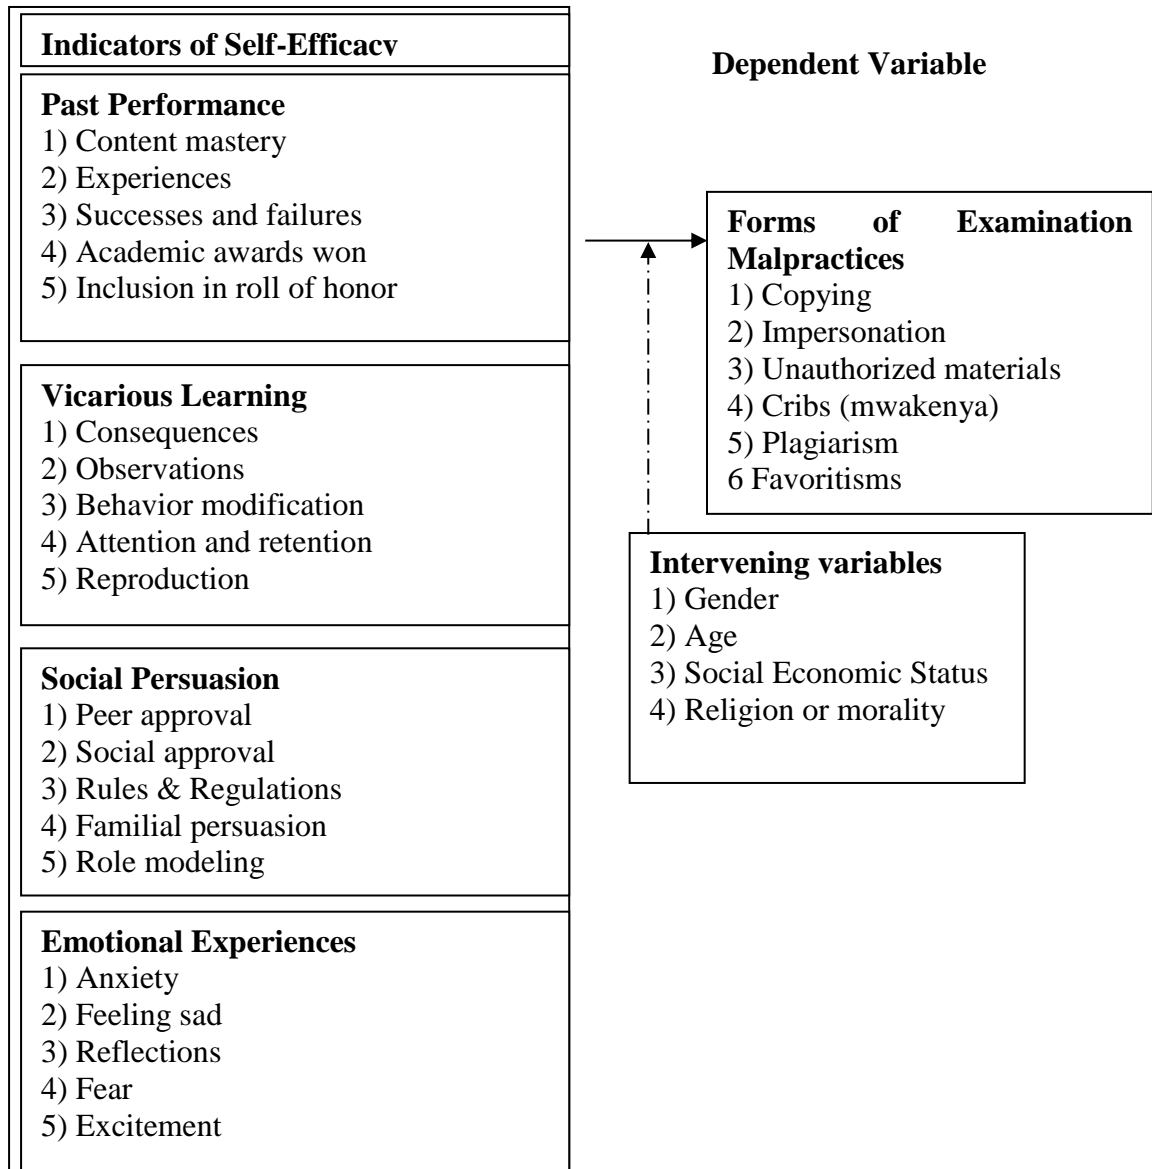 Indicators of Self-Efficacy
Past Performance
1) Content mastery
2) Experiences
3) Successes and failures
4) Academic awards won
5) Inclusion in roll of honor
Vicarious Learning
1) Consequences
2) Observations
3) Behavior modification
4) Attention and retention
5) Reproduction
Social Persuasion
1) Peer approval
2) Social approval
3) Rules & Regulations
4) Familial persuasion
5) Role modeling
Emotional Experiences
1) Anxiety
2) Feeling sad
3) Reflections
4) Fear
5) Excitement
Dependent Variable
Forms of Examination
Malpractices
1) Copying
2) Impersonation
3) Unauthorized materials
4) Cribs (mwakenya)
5) Plagiarism
6 Favoritisms
Intervening variables
1) Gender
2) Age
3) Social Economic Status
4) Religion or morality